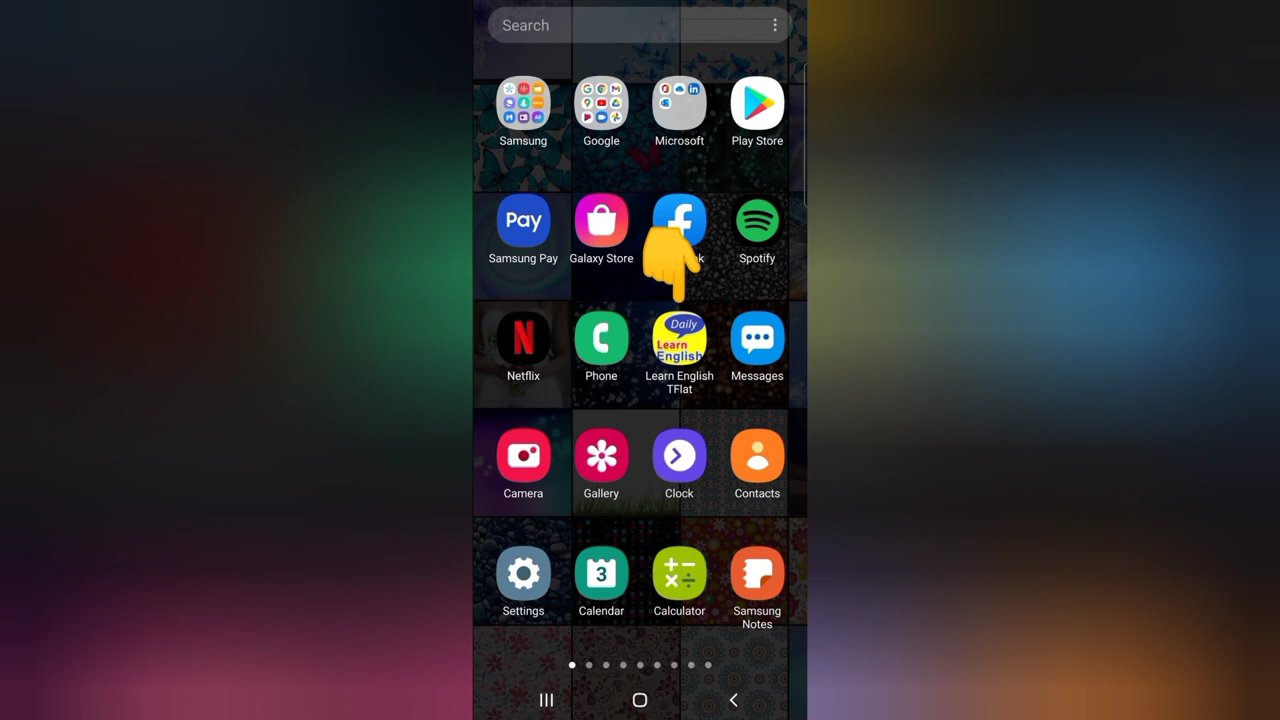 Search
Samsung
Google
Microsoft
Play Store
Pay
Samsung Pay
Galaxy Store
k
Spotify
N
Netflix
Phone
Daily
Learn
English
Learn English
TFlat
Messages
Camera
Gallery
Clock
Contacts
3
Settings
Calendar
Calculator
Samsung
Notes